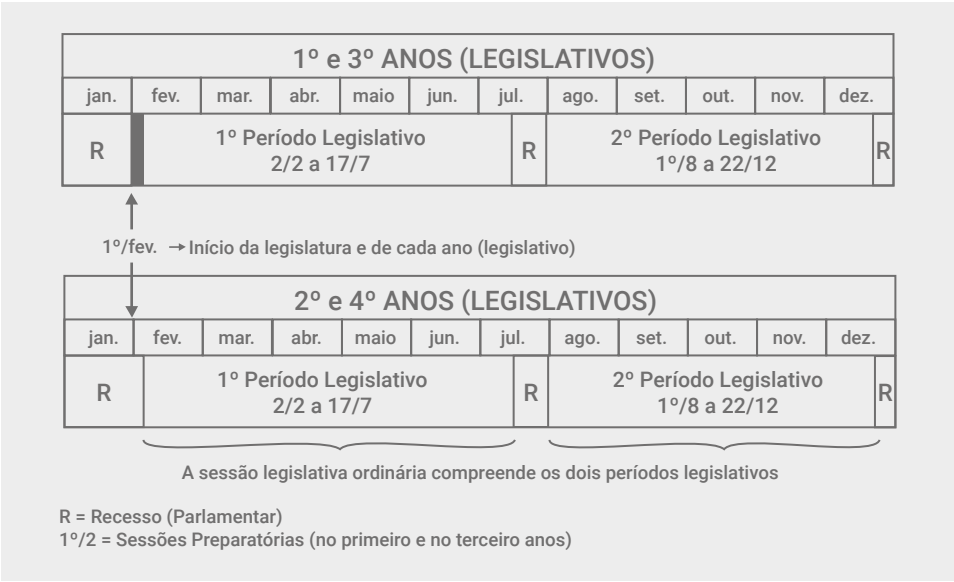 1º e 3º ANOS (LEGISLATIVOS)
jan. fev. mar. abr. maio jun. jul. ago. set. out. nov. dez.
R 1º Período Legislativo R 2º Período Legislativo R
2/2 a 17/7 1º/8 a 22/12
1º/fev. → Início da legislatura e de cada ano (legislativo)
2º e 4º ANOS (LEGISLATIVOS)
jan. fev. mar. abr. maio jun. jul. ago. set. out. nov. dez.
R 1º Período Legislativo R 2º Período Legislativo R
2/2 a 17/7 1º/8 a 22/12
A sessão legislativa ordinária compreende os dois períodos legislativos
R = Recesso (Parlamentar)
1º/2 = Sessões Preparatórias (no primeiro e no terceiro anos)